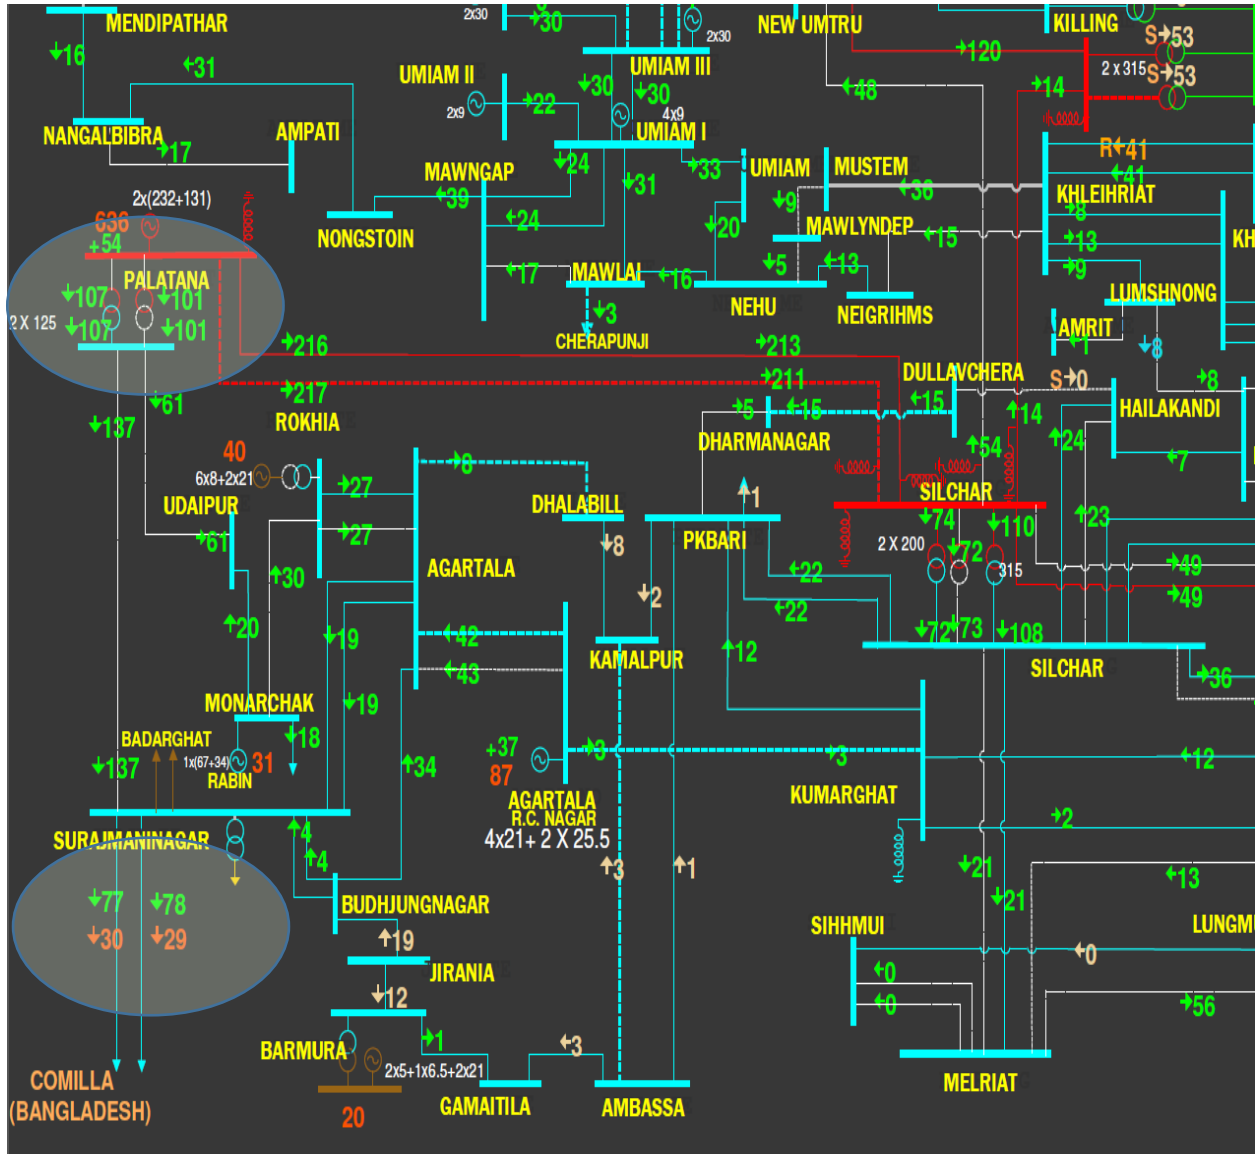 MENDIPATHAR
2x30
30
2x30
NEW UMTRU
KILLING
S→53
↓16
←31
UMIAM II
UMIAM III
→120
2 X 315
S→53
↓30
↓30
←48
→14
2x9
→22
4x9
NANGALBIBRA
AMPATI
UMIAM I
→17
MAWNGAP
↓24
→33
UMIAM
MUSTEM
R←41
←41
2x(232+131)
←39
↓31
←36
KHLEIHRIAT
636
←24
↓9
→8
+54
NONGSTOIN
↓20
MAWLYNDEP
←15
→13
KH
PALATANA
←17
MAWLAI
←16
↓5
←13
→9
↓107
↓101
NEHU
LUMSHNONG
↓107
↓101
↓3
NEIGRIHMS
2 X 125
CHERAPUNJI
AMRIT
→216
→213
←1
↓8
→217
→211
DULLAVCHERA
S→0
→8
↓61
←15
←15
↓137
→5
↑14
HAILAKANDI
ROKHIA
DHARMANAGAR
↑54
↑24
←7
40
→8
6x8+2x21
→27
SILCHAR
UDAIPUR
DHALABILL
↑1
↓74
↓110
↑23
→61
→27
PKBARI
2 X 200
↓72
↓8
←49
AGARTALA
315
↑30
←22
→49
↓2
←22
↑20
↓19
←42
↓72
↓73
↓108
KAMALPUR
↑12
SILCHAR
←43
→36
MONARCHAK
↓19
BADARGHAT
↓18
+37
→3
→3
←12
↓137
1x(67+34)
31
↑34
87
RABIN
KUMARGHAT
AGARTALA
R.C. NAGAR
→2
SURAJMANINAGAR
↑4
4x21+ 2 X 25.5
↑4
↑3
↑1
↓21
←13
↓77
↓78
BUDHJUNGNAGAR
↓21
SIHHMUI
LUNGMU
↓30
↓29
↑19
←0
JIRANIA
←0
↓12
←0
→56
→1
←3
BARMURA
2x5+1x6.5+2x21
COMILLA
(BANGLADESH)
20
GAMAITILA
AMBASSA
MELRIAT